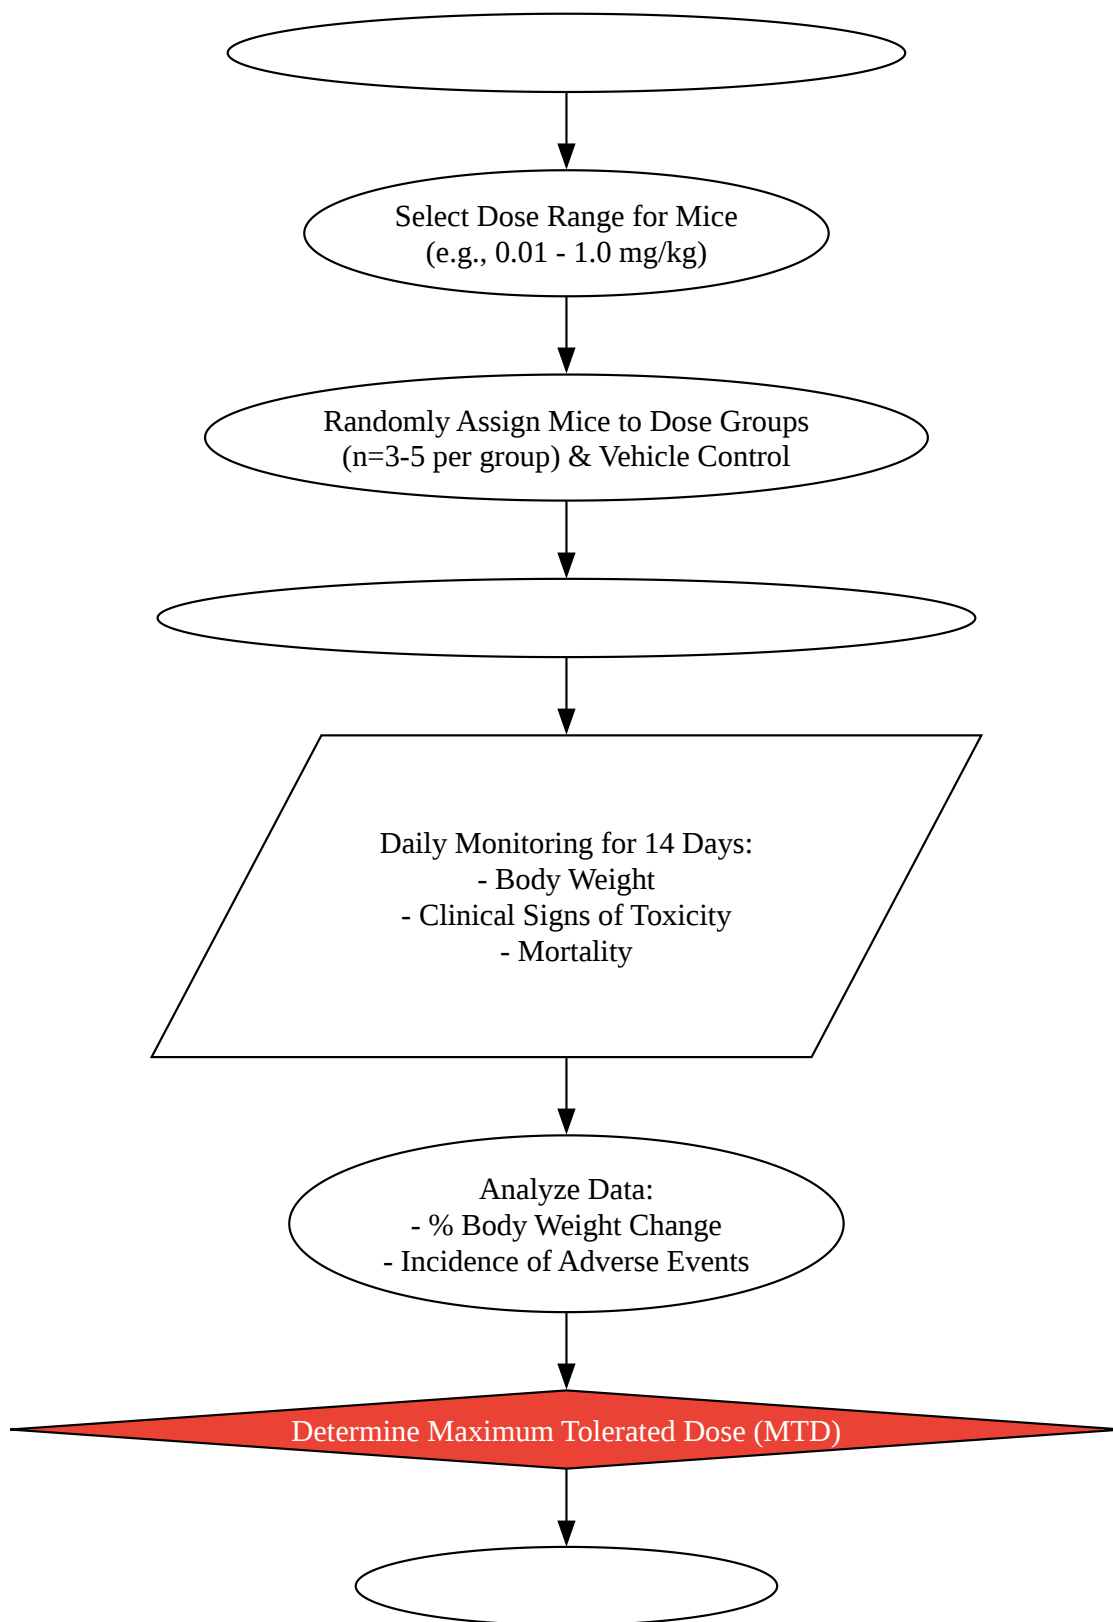 Select Dose Range for Mice
(e.g., 0.01 - 1.0 mg/kg)
Randomly Assign Mice to Dose Groups
(n=3-5 per group) & Vehicle Control
Daily Monitoring for 14 Days:
- Body Weight
- Clinical Signs of Toxicity
- Mortality
Analyze Data:
- % Body Weight Change
- Incidence of Adverse Events
Determine Maximum Tolerated Dose (MTD)